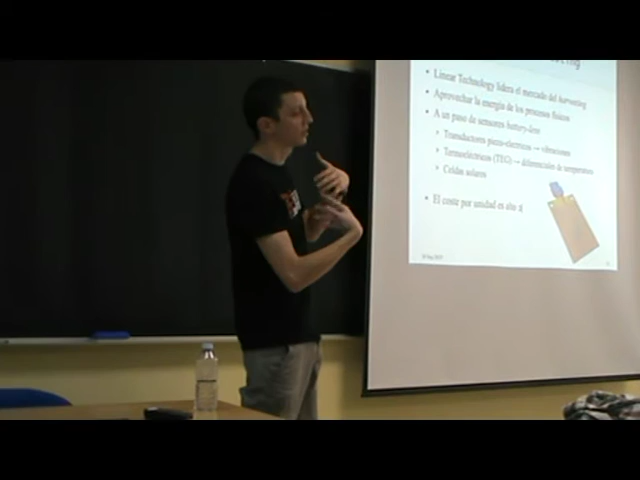 Linear Technology lidera el mercado del harvesting
Aprovechar la energía de los procesos físicos
A un paso de sensores battery-less
Transductores piezo-eléctricos → vibraciones
Termoeléctricos (TEG) → diferenciales de temperatura
Celdas solares
El coste por unidad es alto